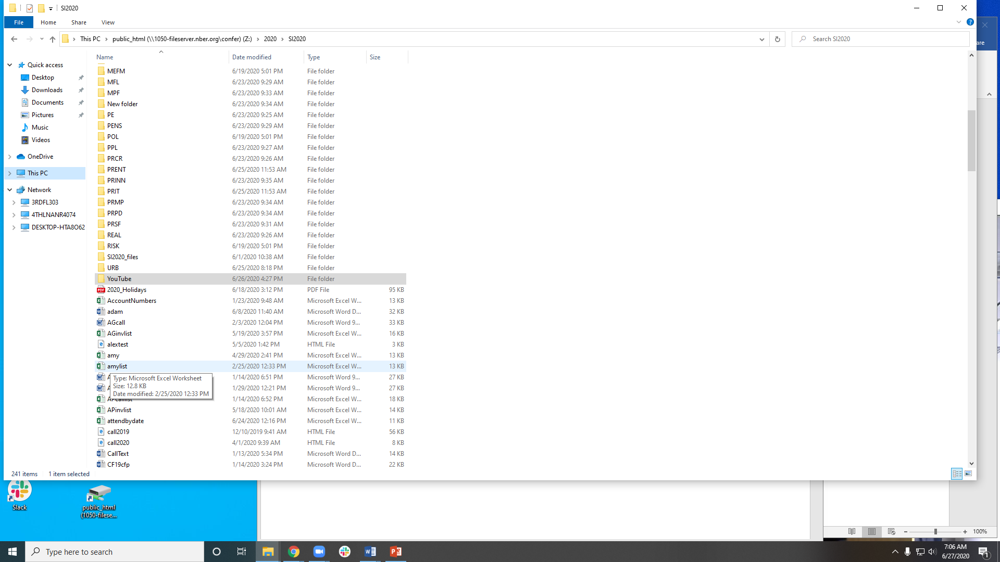 SI2020
File Home Share View
This PC public_html (\\1050-fileserver.nber.org\confer) (Z:) 2020 SI2020
Search SI2020
are
Name Date modified Type Size
Quick access
Desktop
Downloads
Documents
Pictures
Music
Videos
OneDrive
This PC
Network
3RDFL303
4THLNANR4074
DESKTOP-HTA8O62
MEFM 6/19/2020 5:01 PM File folder
MFL 6/23/2020 9:29 AM File folder
MPF 6/23/2020 9:33 AM File folder
New folder 6/23/2020 9:34 AM File folder
PE 6/23/2020 9:25 AM File folder
PENS 6/23/2020 9:29 AM File folder
POL 6/19/2020 5:01 PM File folder
PPL 6/23/2020 9:27 AM File folder
PRCR 6/23/2020 9:26 AM File folder
PRENT 6/25/2020 11:53 AM File folder
PRINN 6/23/2020 9:35 AM File folder
PRIT 6/25/2020 11:53 AM File folder
PRMP 6/23/2020 9:34 AM File folder
PRPD 6/23/2020 9:34 AM File folder
PRSF 6/23/2020 9:31 AM File folder
REAL 6/23/2020 9:26 AM File folder
RISK 6/19/2020 5:01 PM File folder
SI2020_files 6/1/2020 10:38 AM File folder
URB 6/25/2020 8:18 PM File folder
YouTube 6/26/2020 4:27 PM File folder
2020_Holidays 6/18/2020 3:12 PM PDF File 95 KB
AccountNumbers 1/23/2020 9:48 AM Microsoft Excel W... 13 KB
adam 6/8/2020 11:40 AM Microsoft Word D... 32 KB
AGcall 2/3/2020 12:04 PM Microsoft Word 9... 33 KB
AGinvlist 5/19/2020 3:57 PM Microsoft Excel W... 16 KB
alextest 5/5/2020 1:42 PM HTML File 3 KB
amy 4/29/2020 2:41 PM Microsoft Excel W... 13 KB
amylist 2/25/2020 12:33 PM Microsoft Excel W... 13 KB
1/14/2020 6:51 PM Microsoft Word 9... 27 KB
1/29/2020 12:21 PM Microsoft Word 9... 27 KB
1/14/2020 6:52 PM Microsoft Excel W... 18 KB
Type: Microsoft Excel Worksheet
Size: 12.8 KB
Date modified: 2/25/2020 12:33 PM
APinvlist 5/18/2020 10:01 AM Microsoft Excel W... 14 KB
attendbydate 6/24/2020 12:16 PM Microsoft Excel W... 11 KB
call2019 12/10/2019 9:41 AM HTML File 56 KB
call2020 4/1/2020 9:39 AM HTML File 8 KB
CallText 1/13/2020 5:34 PM Microsoft Word D... 14 KB
CF19cfp 1/14/2020 3:24 PM Microsoft Word D... 22 KB
241 items 1 item selected
Slack
public_html
(1050-filese...
100%
Type here to search
7:06 AM
6/27/2020
1